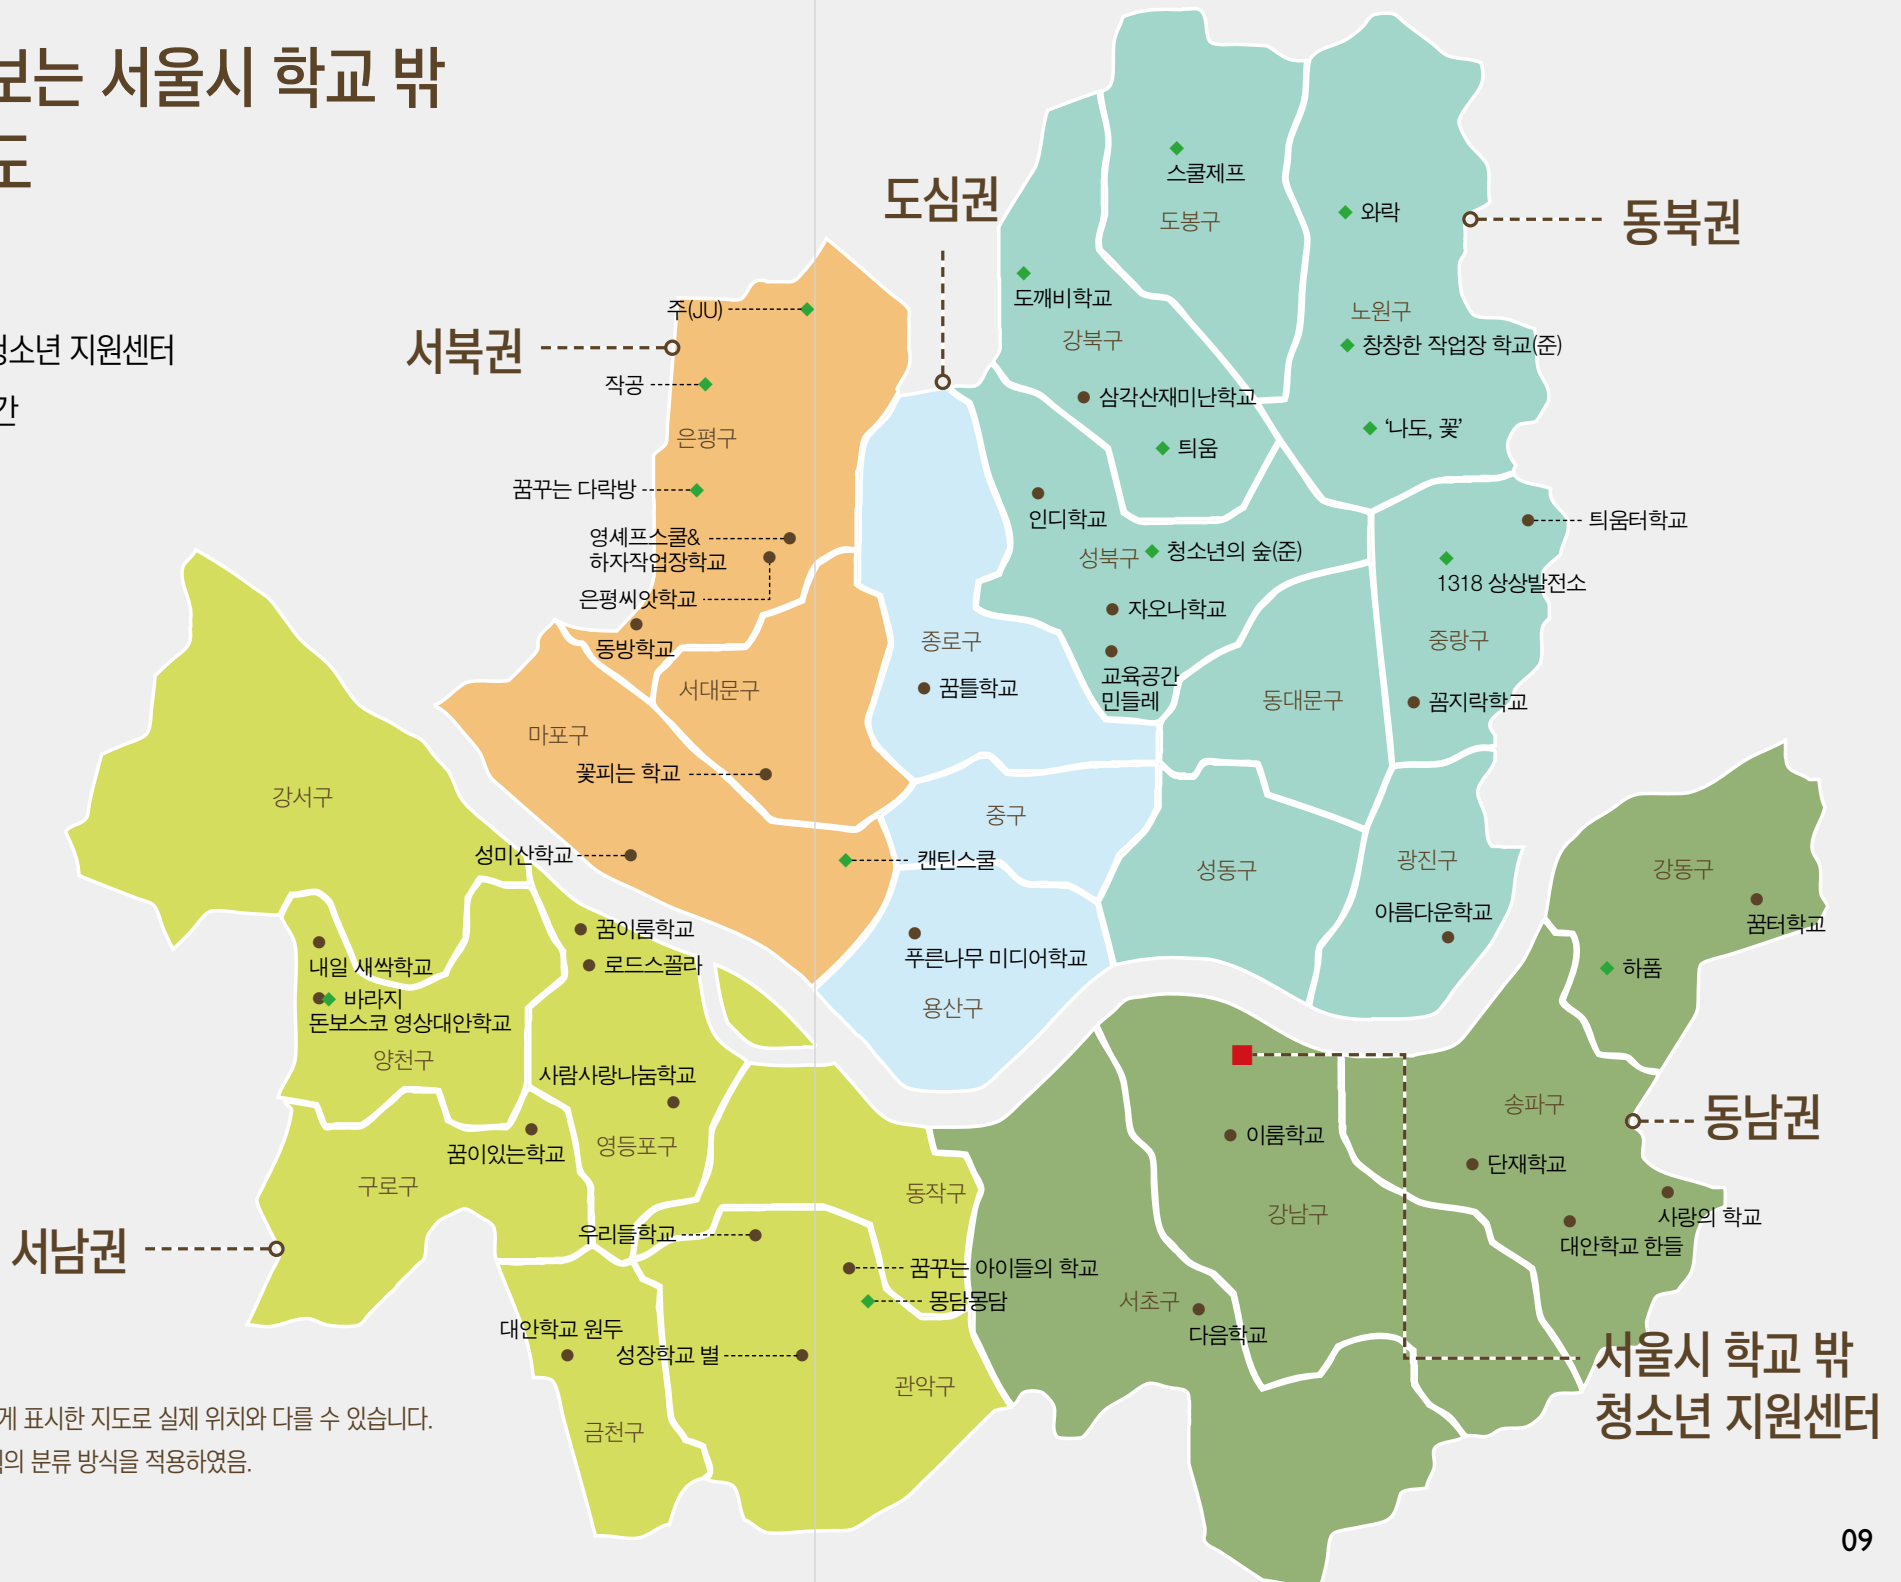 보는 서울시 학교 밖
도
청소년 지원센터
간
도심권
동북권
서북권
스쿨제프
도봉구
와락
도깨비학교
강북구
노원구
창창한 작업장 학교(준)
삼각산재미난학교
'나도, 꽃'
틔움
주(JU)
작공
은평구
꿈꾸는 다락방
영셰프스쿨&
하자작업장학교
은평씨앗학교
동방학교
서대문구
마포구
꽃피는 학교
성미산학교
캔틴스쿨
인디학교
성북구
청소년의 숲(준)
자오나학교
교육공간
민들레
틔움터학교
1318 상상발전소
중랑구
꼼지락학교
동대문구
종로구
꿈틀학교
중구
성동구
광진구
아름다운학교
푸른나무 미디어학교
용산구
강서구
꿈이룸학교
로드스꼴라
내일 새싹학교
바라지
돈보스코 영상대안학교
양천구
사람사랑나눔학교
영등포구
꿈이있는학교
구로구
서남권
우리들학교
동작구
꿈꾸는 아이들의 학교
몽담몽담
대안학교 원두
성장학교 별
관악구
금천구
강동구
꿈터학교
하품
송파구
동남권
이룸학교
단재학교
사랑의 학교
대안학교 한들
강남구
서초구
다음학교
서울시 학교 밖
청소년 지원센터
게 표시한 지도로 실제 위치와 다를 수 있습니다.
의 분류 방식을 적용하였음.
09